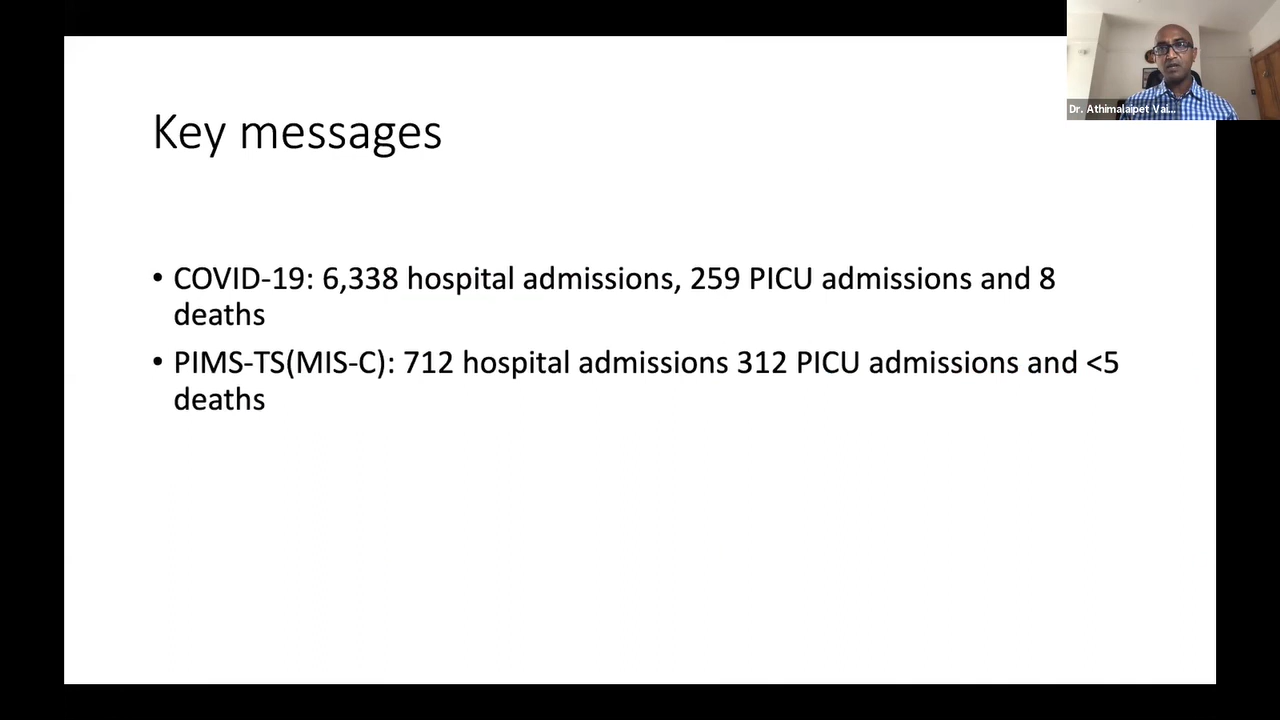 Dr. Athimalaipet Vai...
Key messages
• COVID-19: 6,338 hospital admissions, 259 PICU admissions and 8
deaths
• PIMS-TS(MIS-C): 712 hospital admissions 312 PICU admissions and <5
deaths